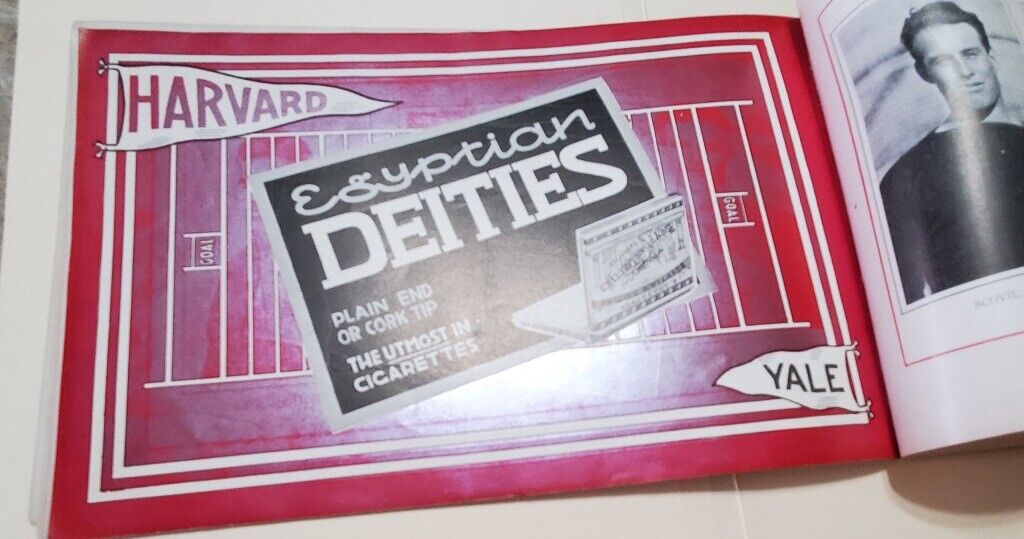 HARVARD
Egyptian
DEITIES
PLAIN END
OR CORK TIP
THE UTMOST IN
CIGARETTES
GOAL
GOAL
YALE
SCOVIL,